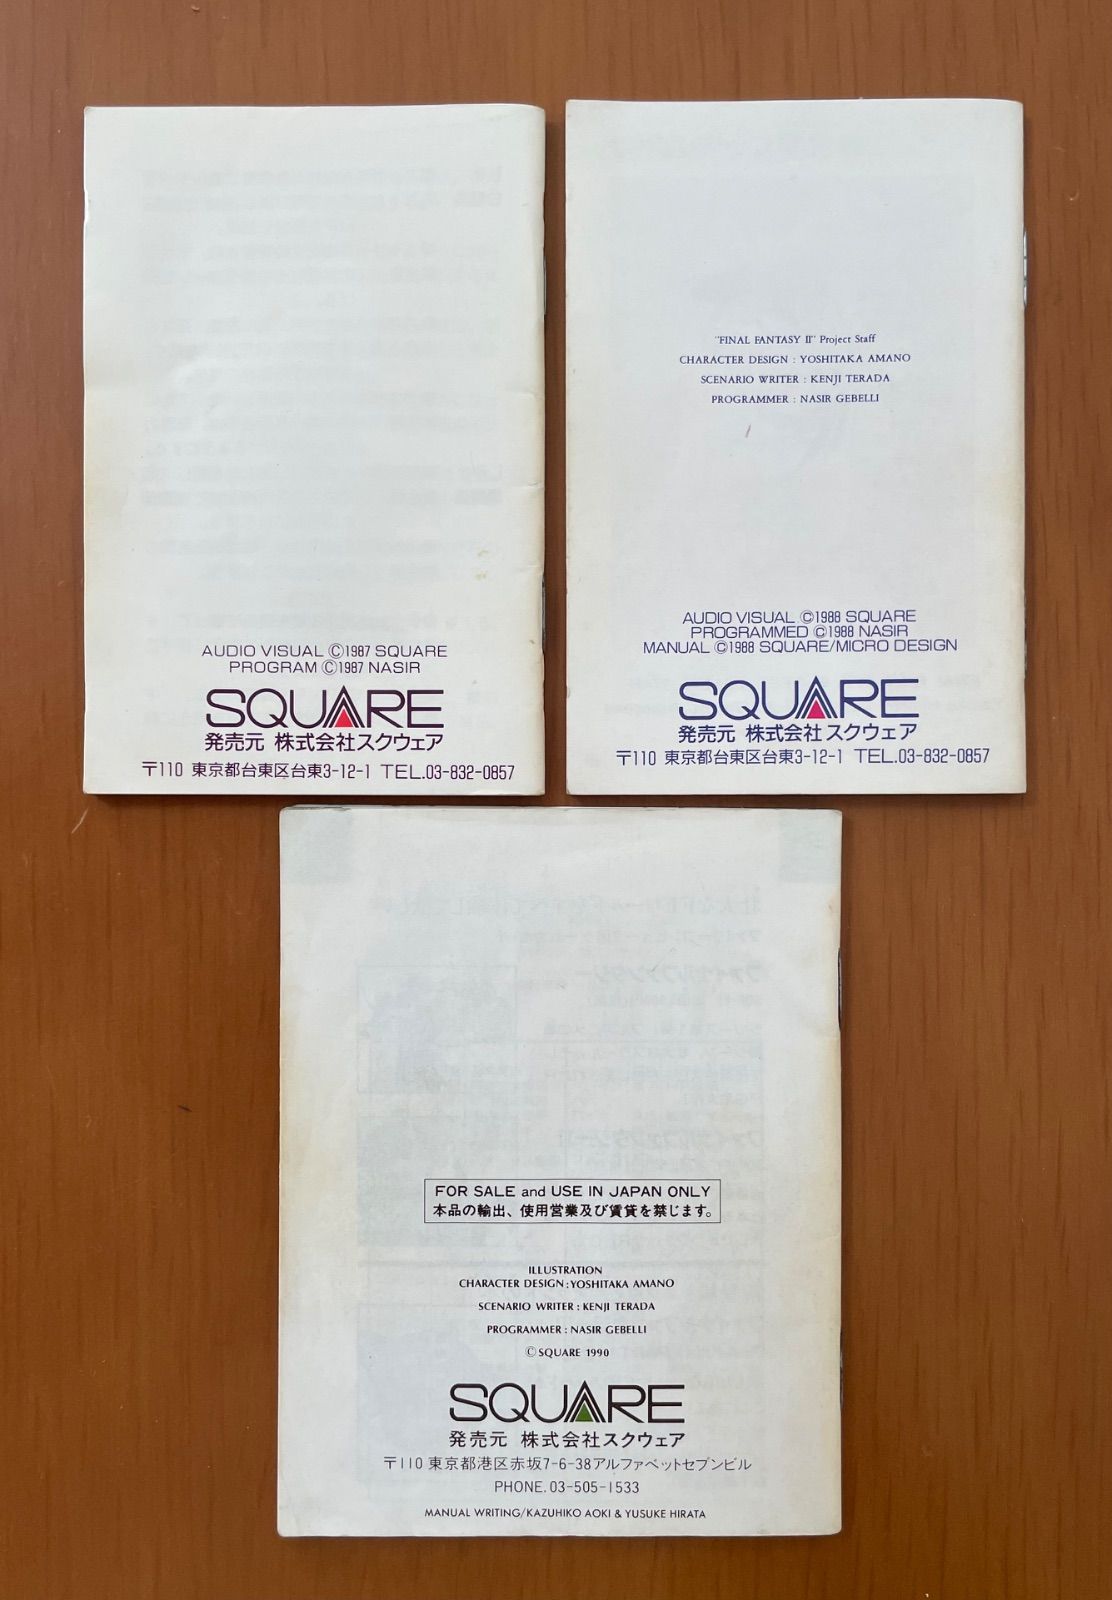 AUDIO VISUAL ©1987 SQUARE
PROGRAM ©1987 NASIR
SQUARE
発売元 株式会社スクウェア
〒110 東京都台東区台東3-12-1 TEL.03-832-0857
"FINAL FANTASY II" Project Staff
CHARACTER DESIGN : YOSHITAKA AMANO
SCENARIO WRITER : KENJI TERADA
PROGRAMMER : NASIR GEBELLI
AUDIO VISUAL ©1988 SQUARE
PROGRAMMED ©1988 NASIR
MANUAL ©1988 SQUARE/MICRO DESIGN
SQUARE
発売元 株式会社スクウェア
〒110 東京都台東区台東3-12-1 TEL.03-832-0857
FOR SALE and USE IN JAPAN ONLY
本品の輸出、使用営業及び賃貸を禁じます。
ILLUSTRATION
CHARACTER DESIGN : YOSHITAKA AMANO
SCENARIO WRITER : KENJI TERADA
PROGRAMMER : NASIR GEBELLI
© SQUARE 1990
SQUARE
発売元 株式会社スクウェア
〒110 東京都港区赤坂7-6-38アルファベットセブンビル
PHONE. 03-505-1533
MANUAL WRITING/KAZUHIKO AOKI & YUSUKE HIRATA